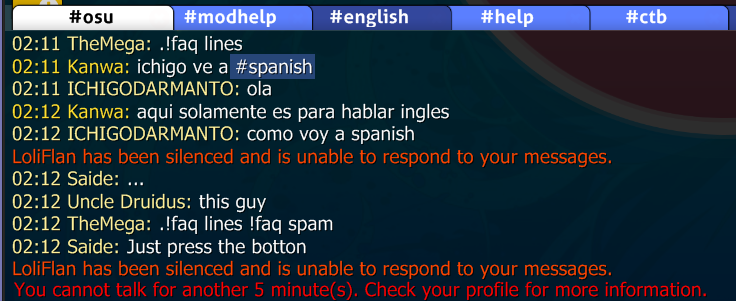 #osu #modhelp #english #help #ctb
02:11 TheMega: .!faq lines
02:11 Kanwa: ichigo ve a #spanish
02:11 ICHIGODARMANTO: ola
02:12 Kanwa: aqui solamente es para hablar ingles
02:12 ICHIGODARMANTO: como voy a spanish
LoliFlan has been silenced and is unable to respond to your messages.
02:12 Saide: ...
02:12 Uncle Druidus: this guy
02:12 TheMega: .!faq lines !faq spam
02:12 Saide: Just press the botton
LoliFlan has been silenced and is unable to respond to your messages.
You cannot talk for another 5 minute(s). Check your profile for more information.